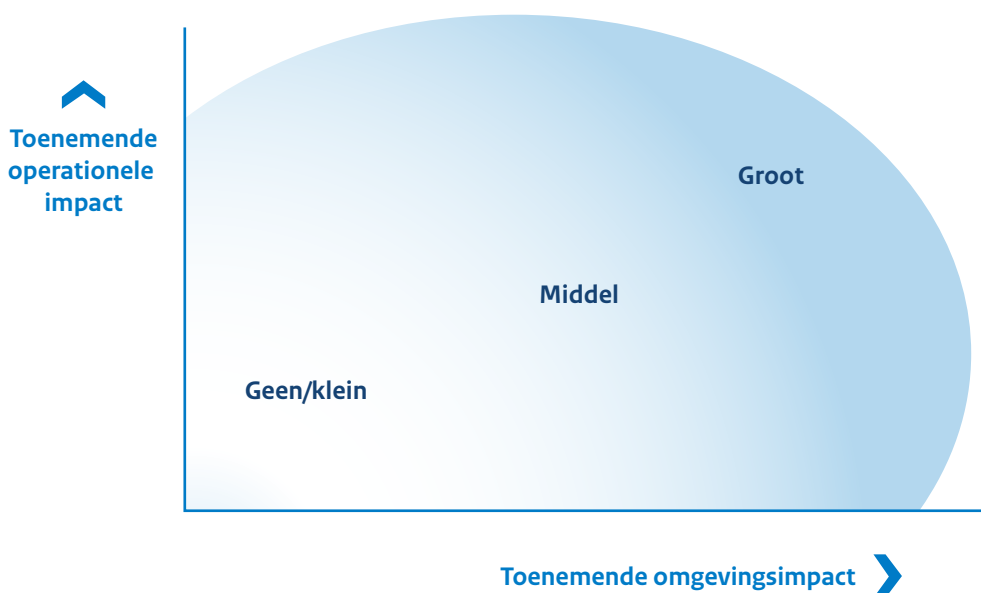 Toenemende
operationele
impact
Groot
Middel
Geen/klein
Toenemende omgevingsimpact